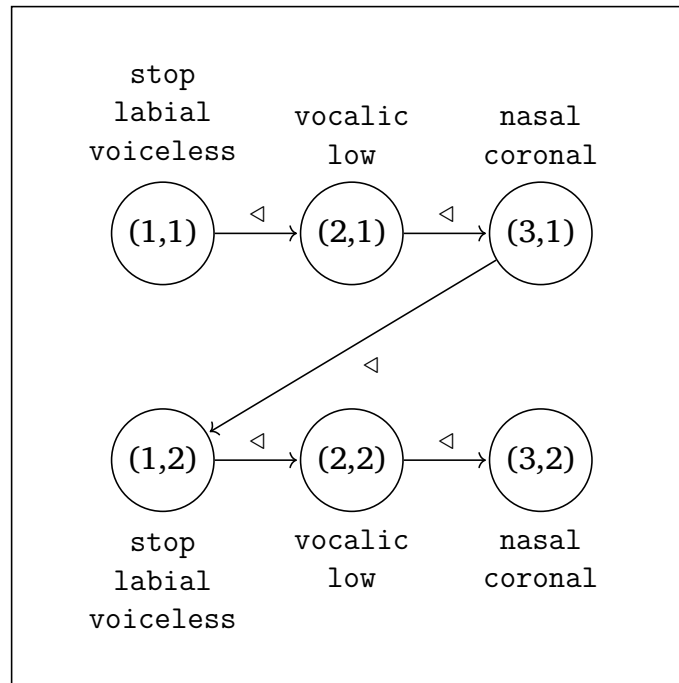 stop
labial
voiceless
vocalic
low
nasal
coronal
(1,1) ◁ (2,1) ◁ (3,1)
◁
(1,2) ◁ (2,2) ◁ (3,2)
stop
labial
voiceless
vocalic
low
nasal
coronal